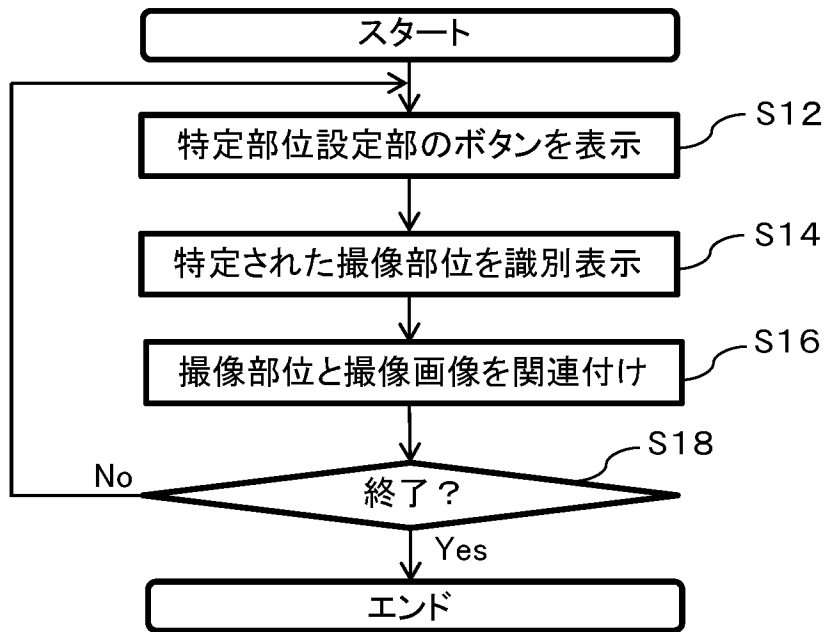 スタート
特定部位設定部のボタンを表示
S12
特定された撮像部位を識別表示
S14
撮像部位と撮像画像を関連付け
S16
S18
No
終了？
Yes
エンド